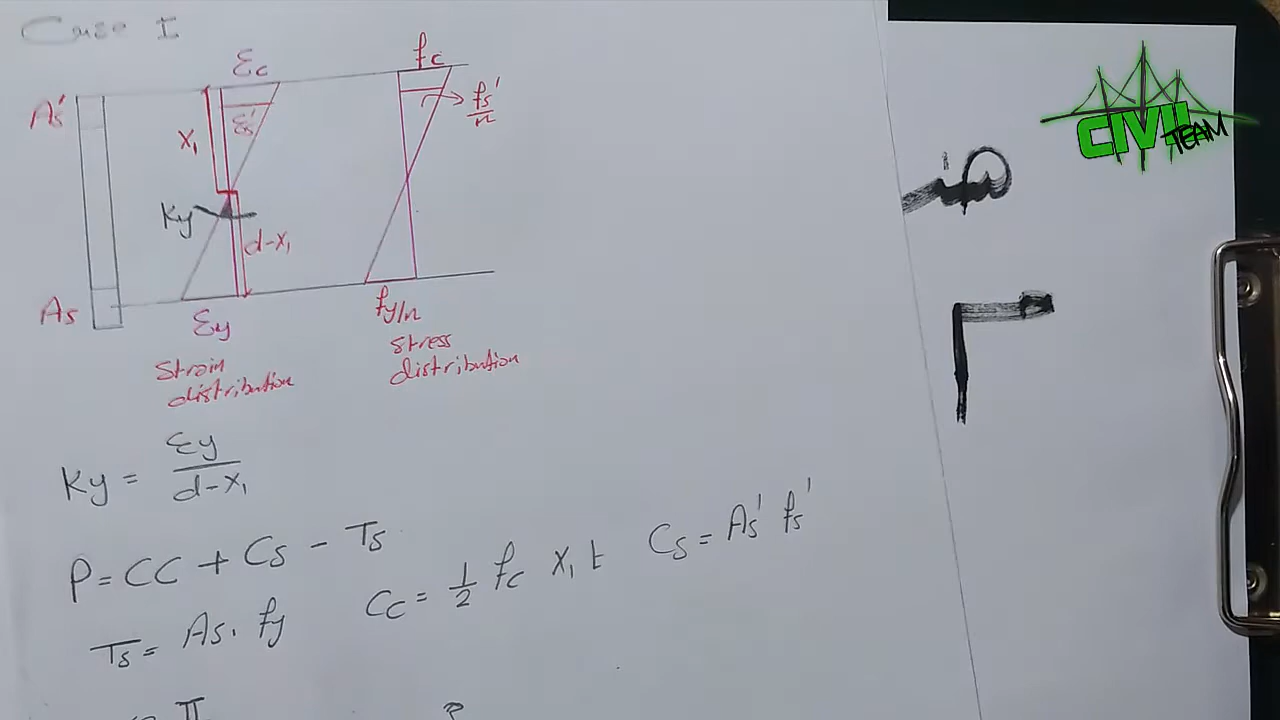 Case I
εc
fc
As'
εs'
fs'/n
X₁
Ky
d-X₁
As
εy
fy/n
Strain
distribution
Stress
distribution
Ky = εy/(d-X₁)
P = CC + Cs - Ts
Ts = As . fy
Cc = 1/2 fc X₁ t
Cs = As' fs'
II
CIVIL
TEAM